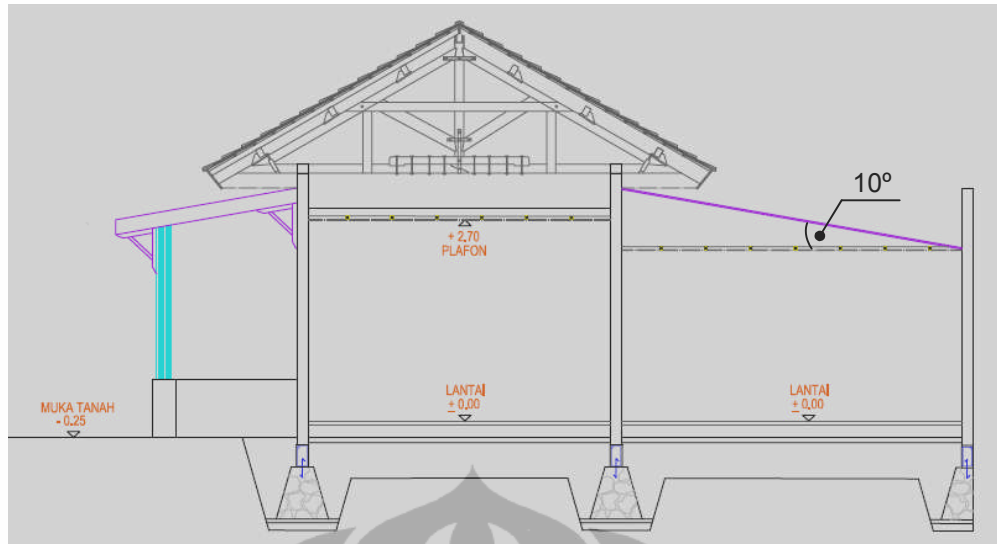 10º
+ 2.70
PLAFON
LANTAI
+ 0.00
LANTAI
+ 0.00
MUKA TANAH
- 0.25